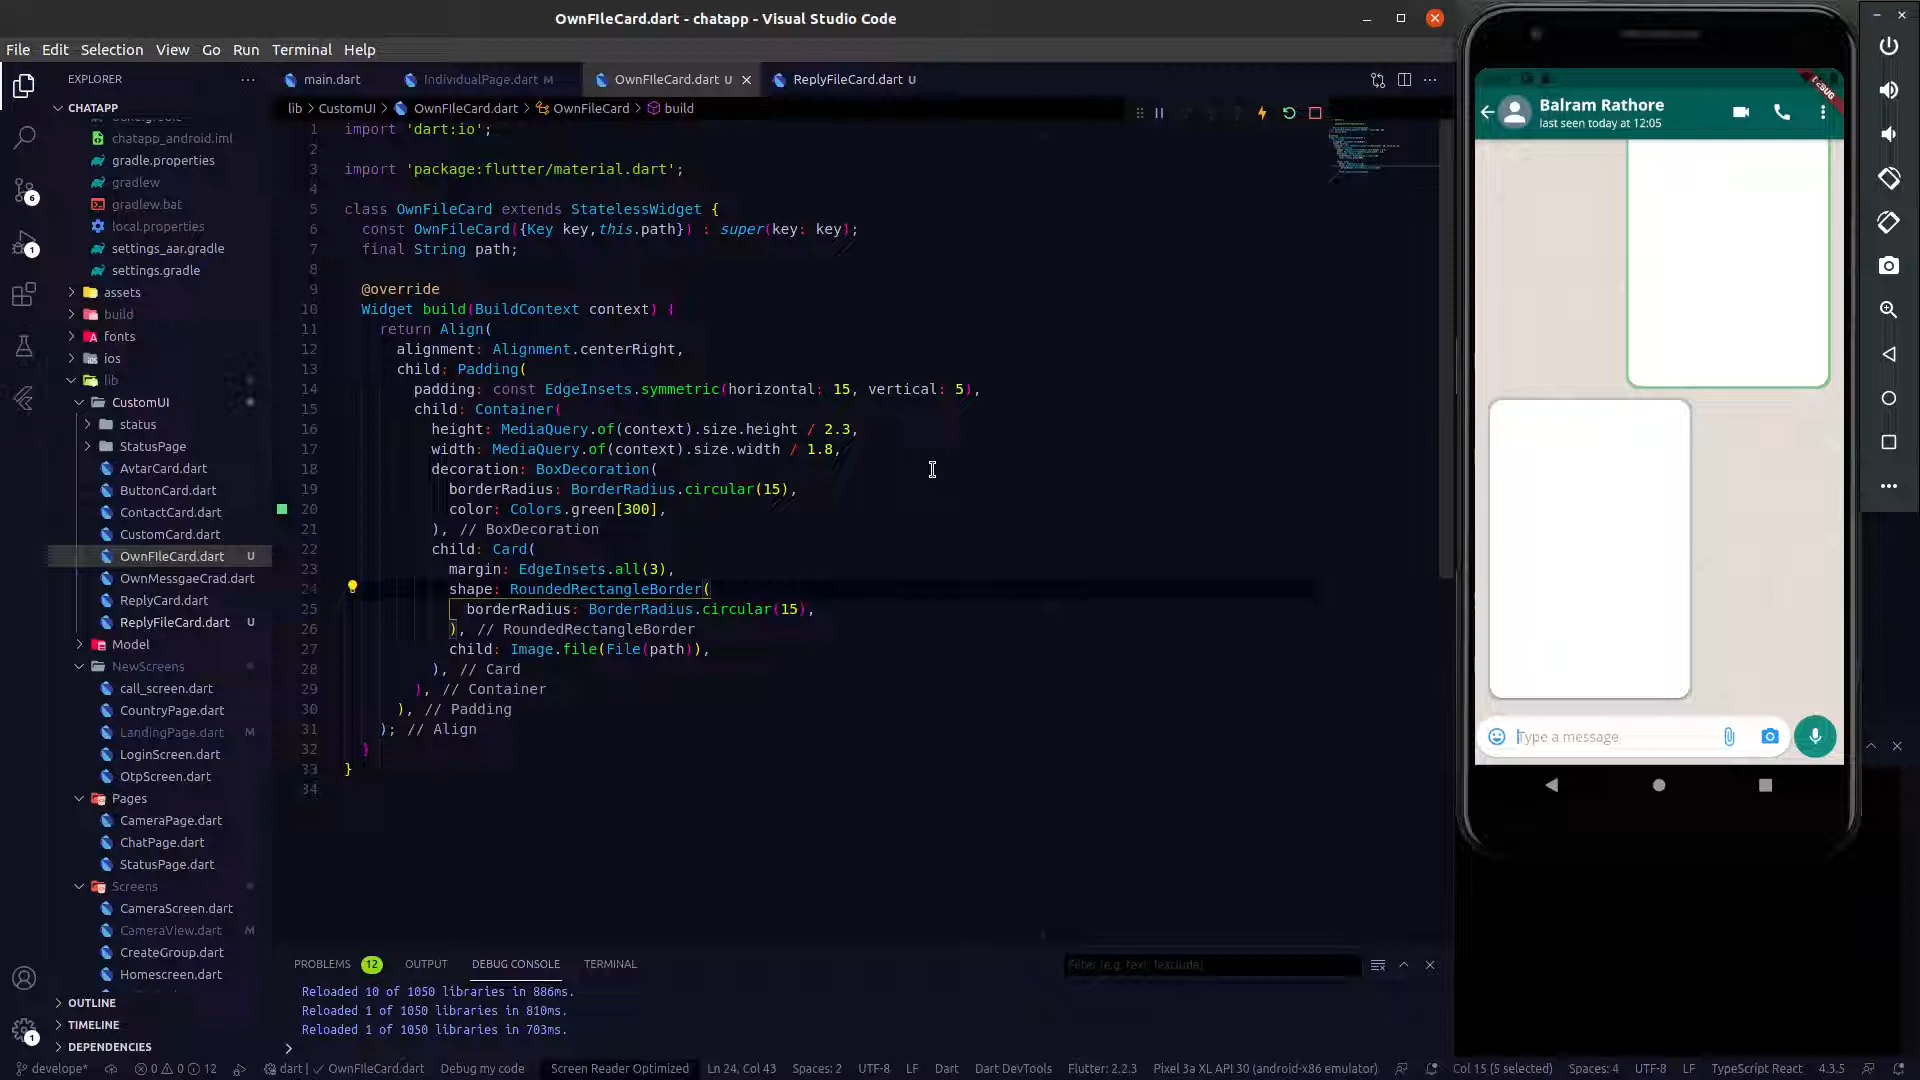 OwnFIleCard.dart - chatapp - Visual Studio Code
File Edit Selection View Go Run Terminal Help
EXPLORER
main.dart
IndividualPage.dart M
OwnFIleCard.dart U
ReplyFileCard.dart U
CHATAPP
lib > CustomUI > OwnFIleCard.dart > OwnFileCard > build
chatapp_android.iml
gradle.properties
gradlew
gradlew.bat
local.properties
settings_aar.gradle
settings.gradle
assets
build
fonts
ios
lib
CustomUI
status
StatusPage
AvtarCard.dart
ButtonCard.dart
ContactCard.dart
CustomCard.dart
OwnFIleCard.dart U
OwnMessgaeCrad.dart
ReplyCard.dart
ReplyFileCard.dart U
Model
NewScreens
call_screen.dart
CountryPage.dart
LandingPage.dart M
LoginScreen.dart
OtpScreen.dart
Pages
CameraPage.dart
ChatPage.dart
StatusPage.dart
Screens
CameraScreen.dart
CameraView.dart M
CreateGroup.dart
Homescreen.dart
OUTLINE
TIMELINE
DEPENDENCIES
6
1
1
1 import 'dart:io';
2
3 import 'package:flutter/material.dart';
4
5 class OwnFileCard extends StatelessWidget {
6 const OwnFileCard({Key key,this.path}) : super(key: key);
7 final String path;
8
9 @override
10 Widget build(BuildContext context) {
11 return Align(
12 alignment: Alignment.centerRight,
13 child: Padding(
14 padding: const EdgeInsets.symmetric(horizontal: 15, vertical: 5),
15 child: Container(
16 height: MediaQuery.of(context).size.height / 2.3,
17 width: MediaQuery.of(context).size.width / 1.8,
18 decoration: BoxDecoration(
19 borderRadius: BorderRadius.circular(15),
20 color: Colors.green[300],
21 ), // BoxDecoration
22 child: Card(
23 margin: EdgeInsets.all(3),
24 shape: RoundedRectangleBorder(
25 borderRadius: BorderRadius.circular(15),
26 ), // RoundedRectangleBorder
27 child: Image.file(File(path)),
28 ), // Card
29 ), // Container
30 ), // Padding
31 ); // Align
32 }
33 }
34
PROBLEMS 12 OUTPUT DEBUG CONSOLE TERMINAL
Filter (e.g. text, !exclude)
Reloaded 10 of 1050 libraries in 886ms.
Reloaded 1 of 1050 libraries in 810ms.
Reloaded 1 of 1050 libraries in 703ms.
develope* 0 0 12 dart | OwnFIleCard.dart Debug my code Screen Reader Optimized Ln 24, Col 43 Spaces: 2 UTF-8 LF Dart Dart DevTools Flutter: 2.2.3 Pixel 3a XL API 30 (android-x86 emulator)
Col 15 (5 selected) Spaces: 4 UTF-8 LF TypeScript React 4.3.5
DEBUG
Balram Rathore
last seen today at 12:05
Type a message